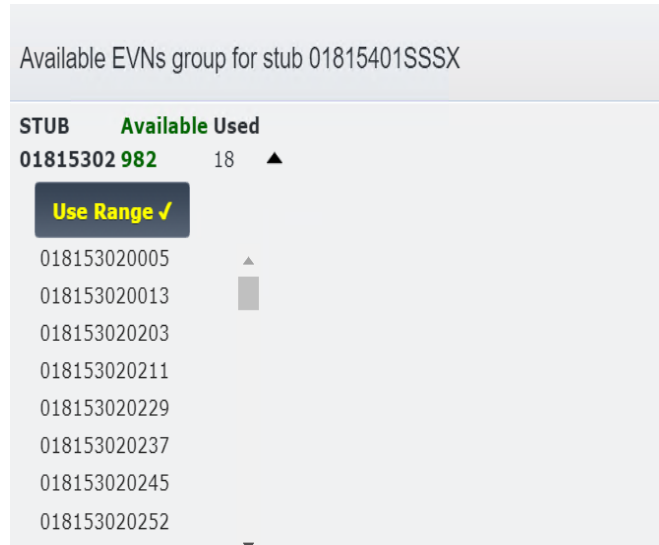 Available EVNs group for stub 01815401SSSX
STUB Available Used
01815302 982 18
Use Range ✓
018153020005
018153020013
018153020203
018153020211
018153020229
018153020237
018153020245
018153020252